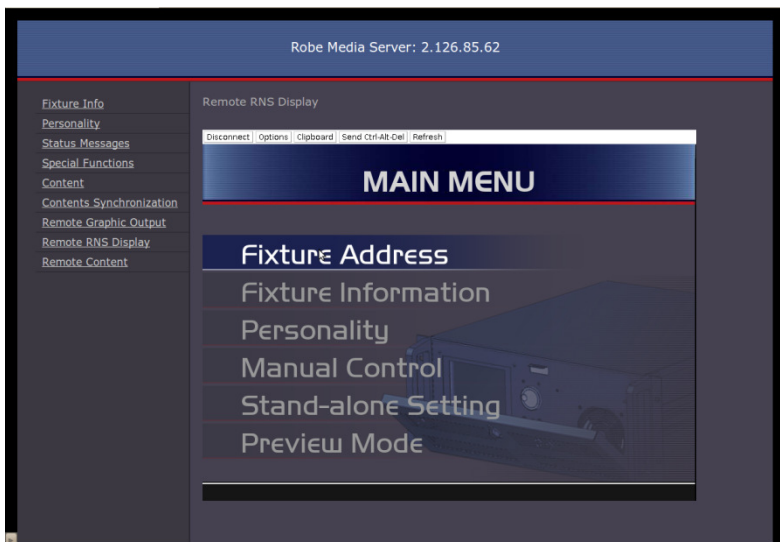 Robe Media Server: 2.126.85.62
Fixture Info
Personality
Status Messages
Special Functions
Content
Contents Synchronization
Remote Graphic Output
Remote RNS Display
Remote Content
Remote RNS Display
Disconnect Options Clipboard Send Ctrl-Alt-Del Refresh
MAIN MENU
Fixture Address
Fixture Information
Personality
Manual Control
Stand-alone Setting
Preview Mode